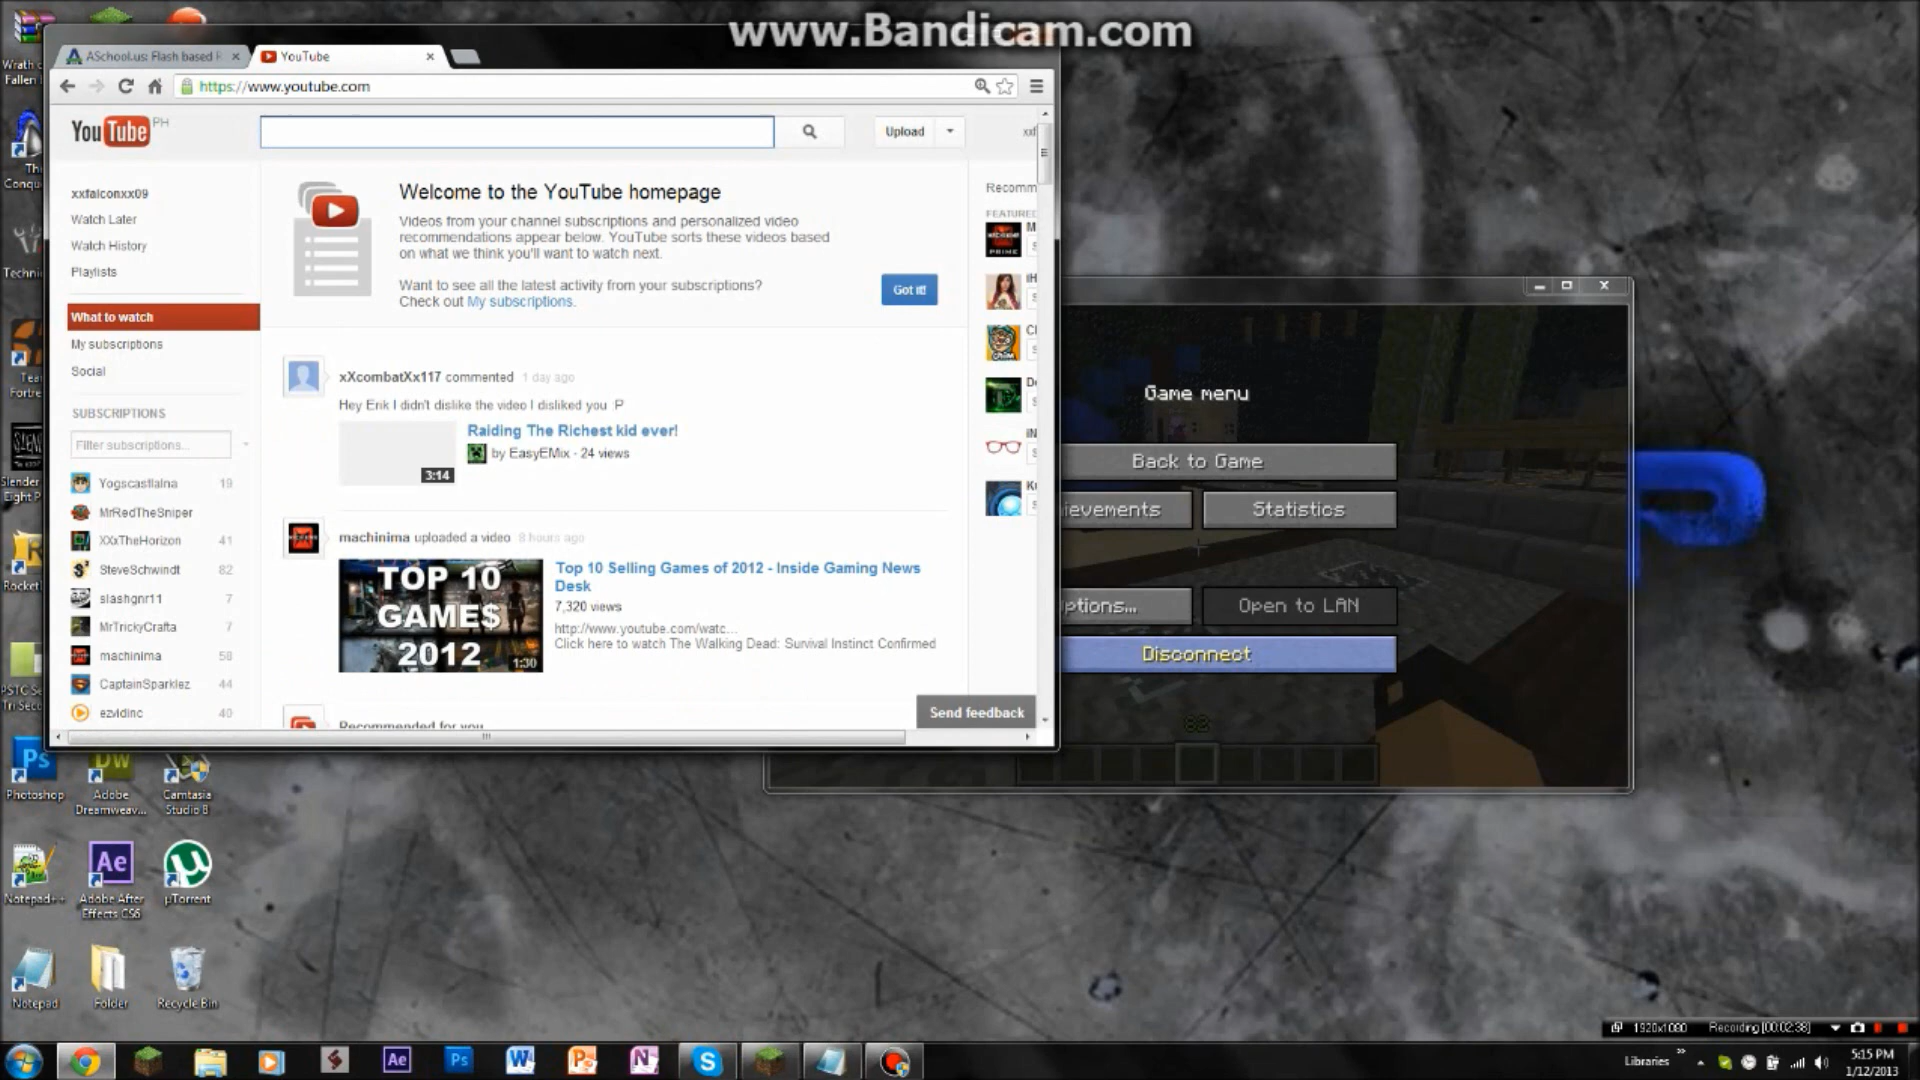 www.Bandicam.com
Wrath
Fallen
ASchool.us: Flash based
YouTube
https://www.youtube.com
YouTube PH
Upload
xxfalconxx09
Watch Later
Watch History
Playlists
What to watch
My subscriptions
Social
SUBSCRIPTIONS
Filter subscriptions...
YogscastLalna 19
MrRedTheSniper
XXxTheHorizon 41
SteveSchwindt 82
slashgnr11 7
MrTrickyCrafta 7
machinima 58
CaptainSparklez 44
ezvidinc 40
Welcome to the YouTube homepage
Videos from your channel subscriptions and personalized video
recommendations appear below. YouTube sorts these videos based
on what we think you'll want to watch next.
Want to see all the latest activity from your subscriptions?
Check out My subscriptions.
Got it!
xXcombatXx117 commented 1 day ago
Hey Erik I didn't dislike the video I disliked you :P
Raiding The Richest kid ever!
by EasyEMix - 24 views
3:14
machinima uploaded a video 8 hours ago
TOP 10
GAMES
2012
1:30
Top 10 Selling Games of 2012 - Inside Gaming News
Desk
7,320 views
http://www.youtube.com/watc...
Click here to watch The Walking Dead: Survival Instinct Confirmed
Recommended for you
Send feedback
Recomm
FEATURED
Game menu
Back to Game
ievements
Statistics
ptions...
Open to LAN
Disconnect
82
Photoshop
Adobe
Dreamweav...
Camtasia
Studio 8
Notepad++
Adobe After
Effects CS6
µTorrent
Notepad
Folder
Recycle Bin
1920x1080 Recording [00:02:38]
Libraries
5:15 PM
1/12/2013